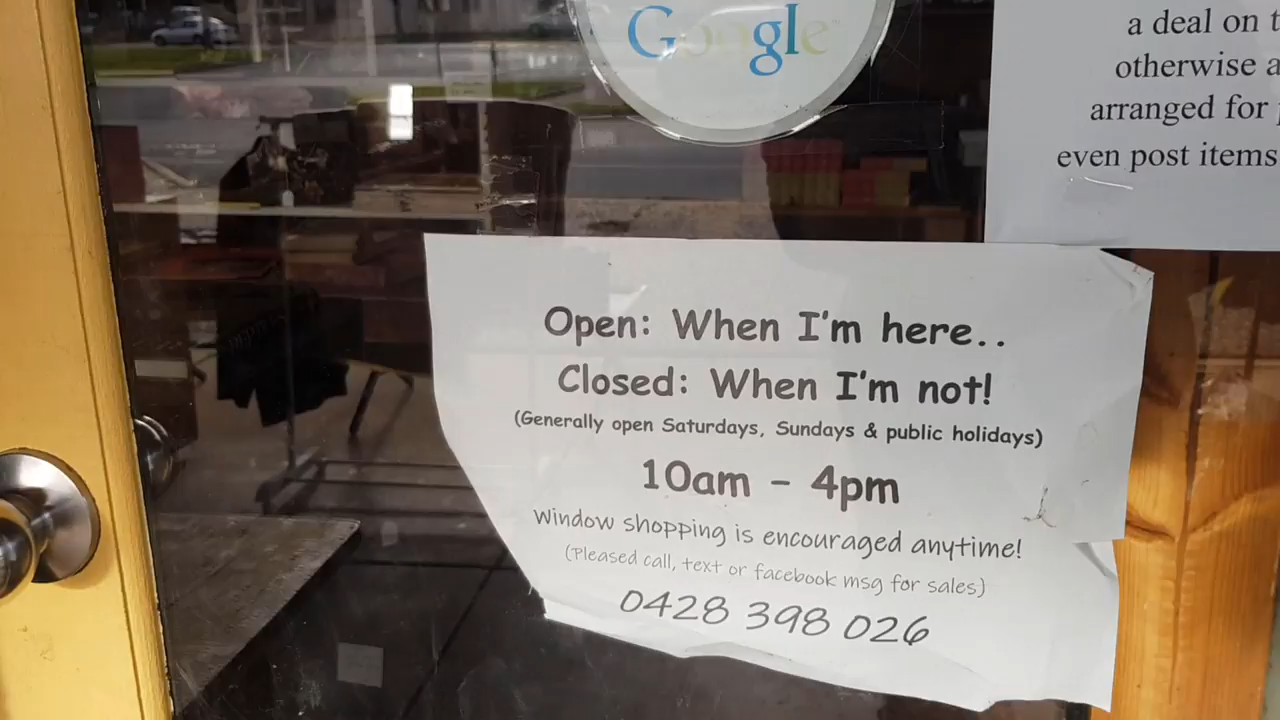 Google
a deal on
otherwise
arranged for
even post items
Open: When I'm here..
Closed: When I'm not!
(Generally open Saturdays, Sundays & public holidays)
10am - 4pm
Window shopping is encouraged anytime!
(Pleased call, text or facebook msg for sales)
0428 398 026